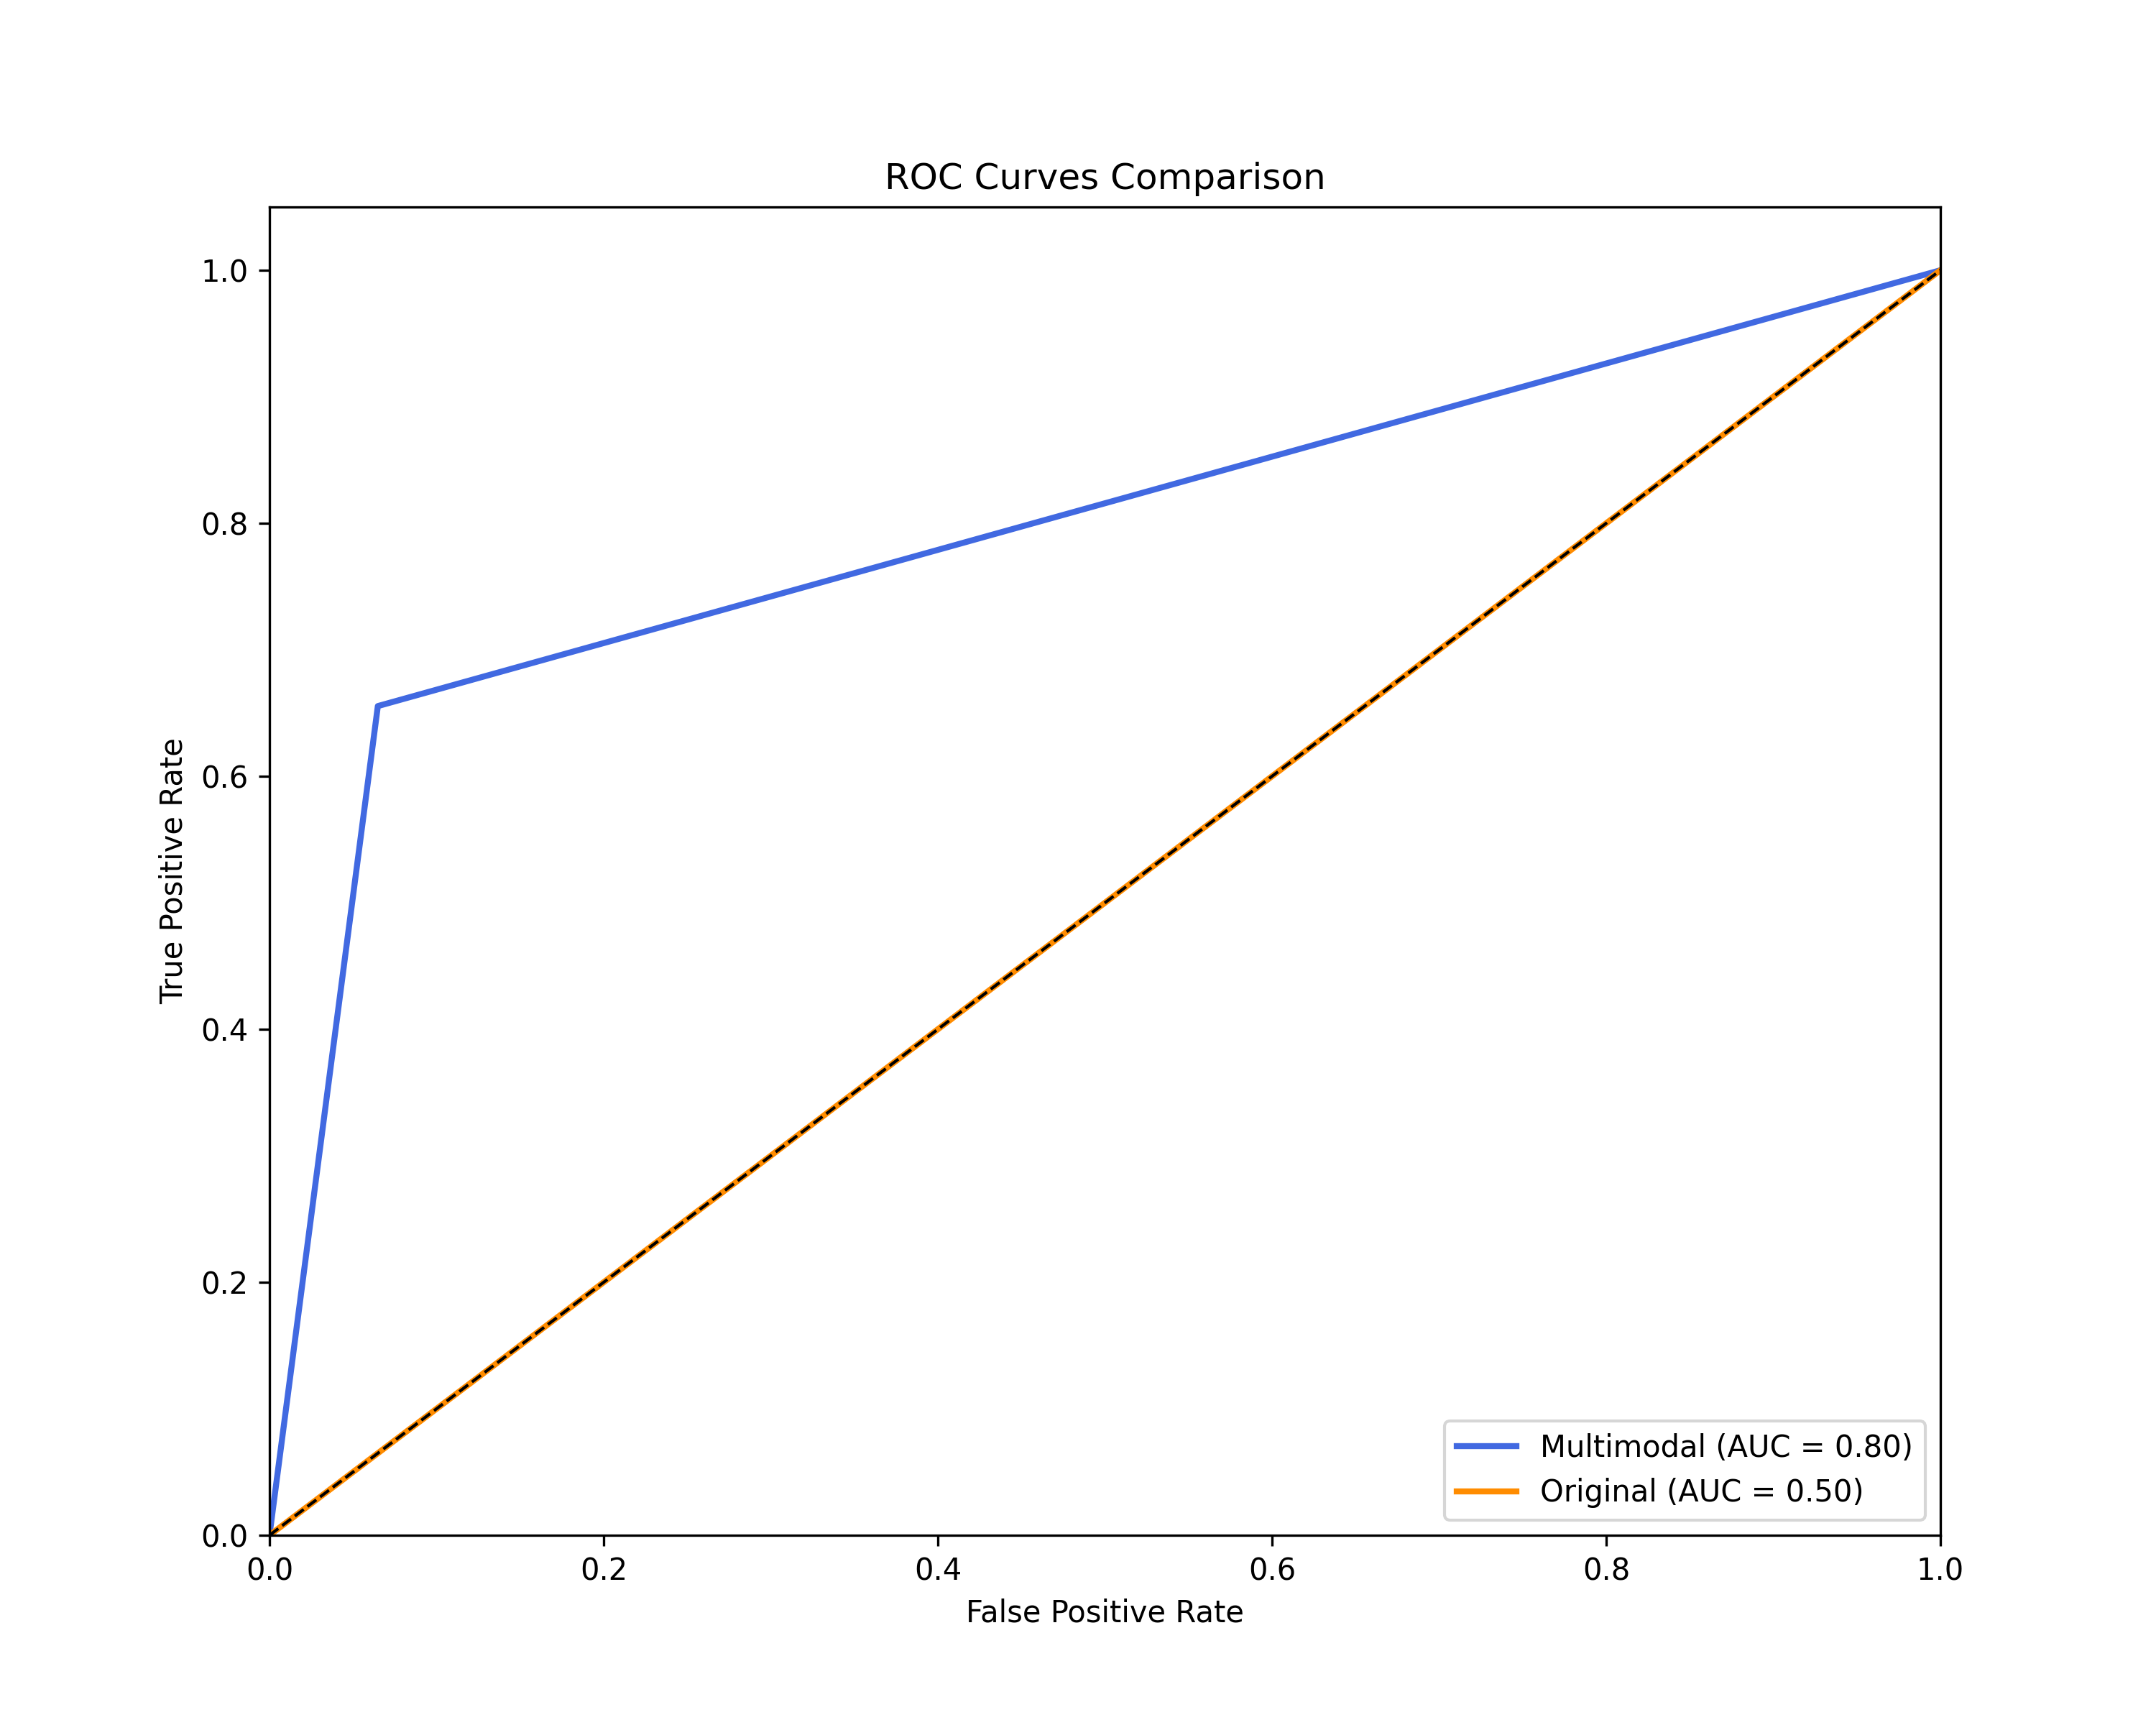 ROC Curves Comparison
1.0
0.8
0.6
0.4
0.2
0.0
True Positive Rate
0.0 0.2 0.4 0.6 0.8 1.0
False Positive Rate
Multimodal (AUC = 0.80)
Original (AUC = 0.50)